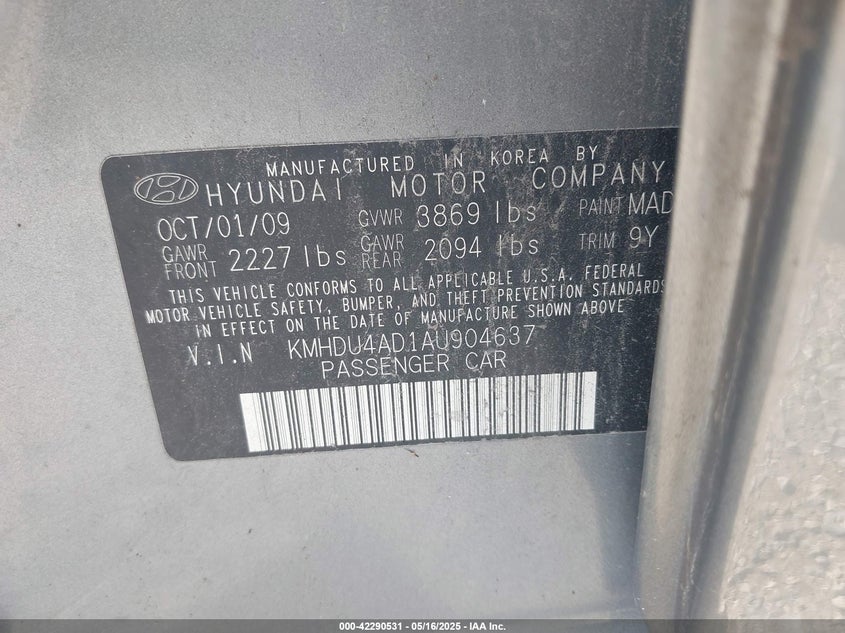 MANUFACTURED IN KOREA BY
HYUNDAI MOTOR COMPANY
OCT/01/09 GVWR 3869 lbs PAINT MAD
GAWR FRONT 2227 lbs GAWR REAR 2094 lbs TRIM 9Y
THIS VEHICLE CONFORMS TO ALL APPLICABLE U.S.A. FEDERAL
MOTOR VEHICLE SAFETY, BUMPER, AND THEFT PREVENTION STANDARDS
IN EFFECT ON THE DATE OF MANUFACTURE SHOWN ABOVE
V.I.N KMHDU4AD1AU904637
PASSENGER CAR
000-42290531 - 05/16/2025 - IAA Inc.